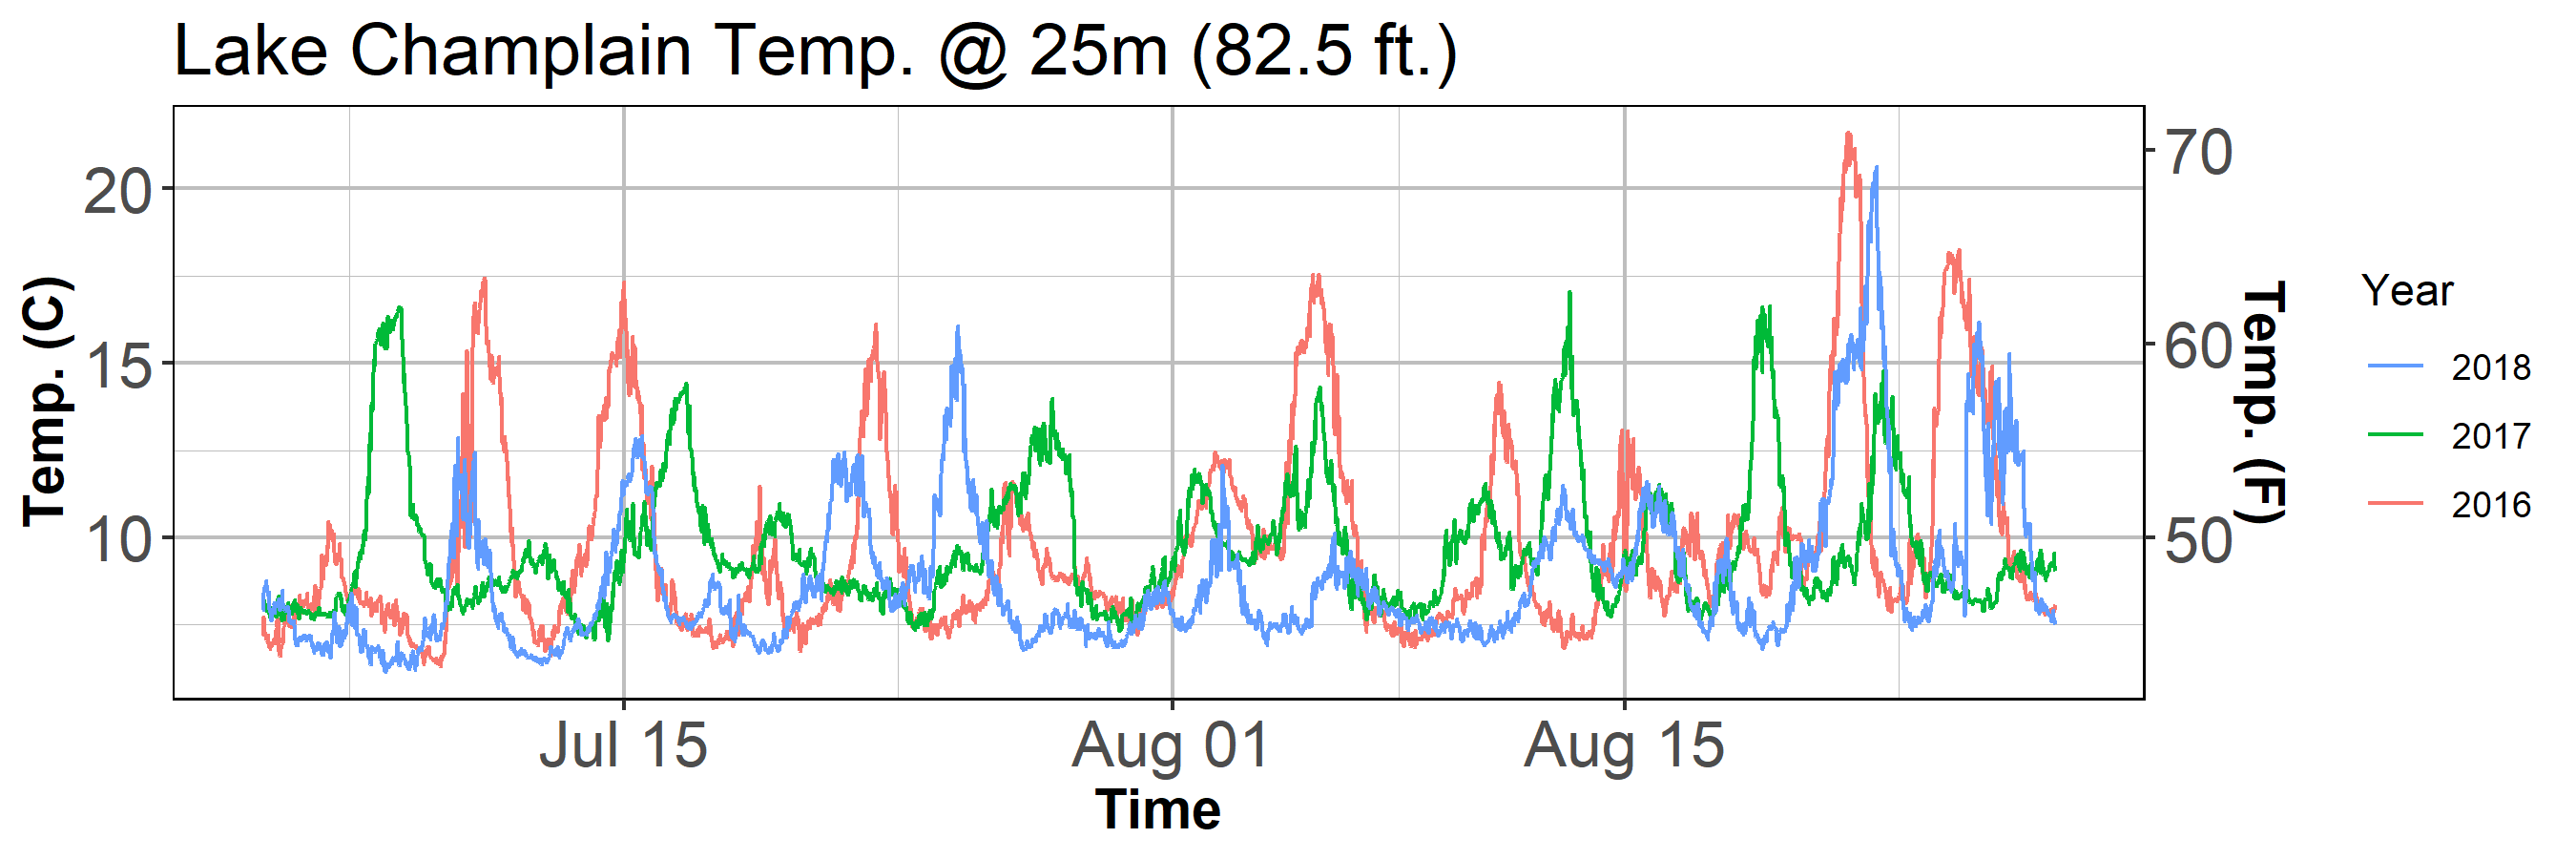 Lake Champlain Temp. @ 25m (82.5 ft.)
Temp. (C)
20
15
10
70
60
50
Temp. (F)
Jul 15
Aug 01
Aug 15
Time
Year
2018
2017
2016